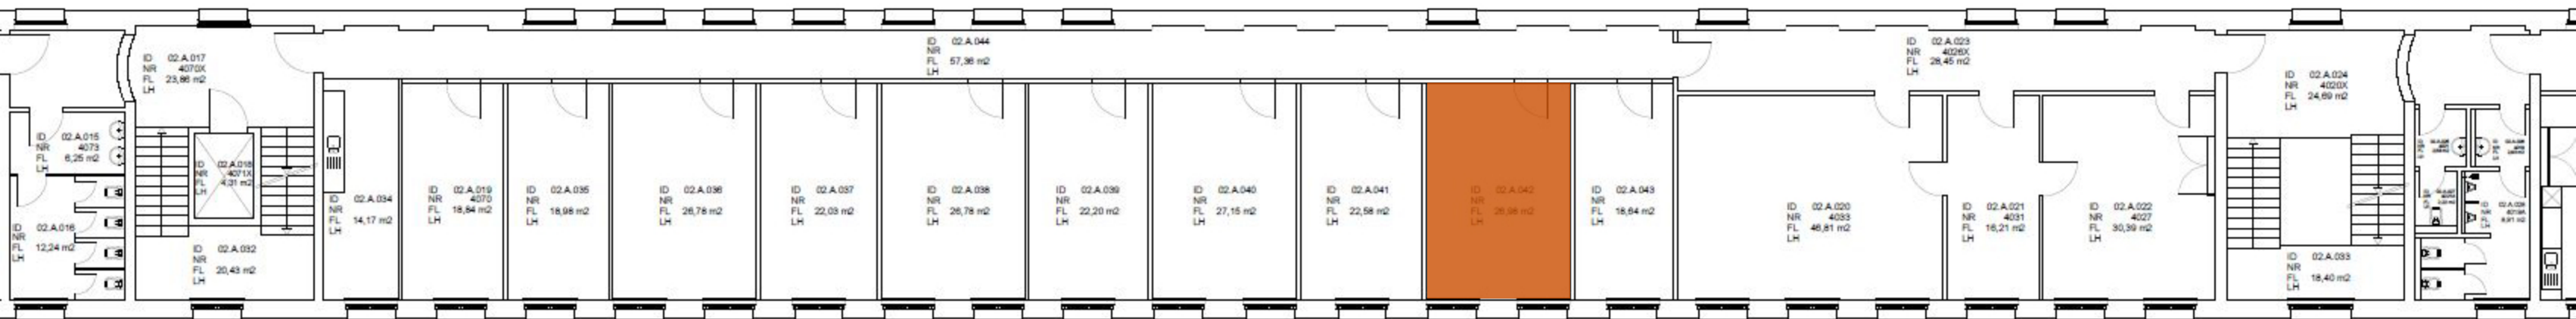 ID 02.A.017
NR 4070X
FL 23,86 m2
LH
ID 02.A.044
NR
FL 57,36 m2
LH
ID 02.A.023
NR 4026X
FL 28,45 m2
LH
ID 02.A.024
NR 4020X
FL 24,69 m2
LH
ID 02.A.015
NR 4073
FL 6,25 m2
LH
ID 02.A.018
NR 4071X
FL 4,31 m2
LH
ID 02.A.016
NR
FL 12,24 m2
LH
ID 02.A.032
NR
FL 20,43 m2
LH
ID 02.A.034
NR
FL 14,17 m2
LH
ID 02.A.019
NR 4070
FL 18,84 m2
LH
ID 02.A.035
NR
FL 18,98 m2
LH
ID 02.A.036
NR
FL 26,78 m2
LH
ID 02.A.037
NR
FL 22,03 m2
LH
ID 02.A.038
NR
FL 26,78 m2
LH
ID 02.A.039
NR
FL 22,20 m2
LH
ID 02.A.040
NR
FL 27,15 m2
LH
ID 02.A.041
NR
FL 22,58 m2
LH
ID 02.A.042
NR
FL 26,98 m2
LH
ID 02.A.043
NR
FL 18,64 m2
LH
ID 02.A.020
NR 4033
FL 46,81 m2
LH
ID 02.A.021
NR 4031
FL 16,21 m2
LH
ID 02.A.022
NR 4027
FL 30,39 m2
LH
ID 02.A.033
NR
FL 18,40 m2
LH